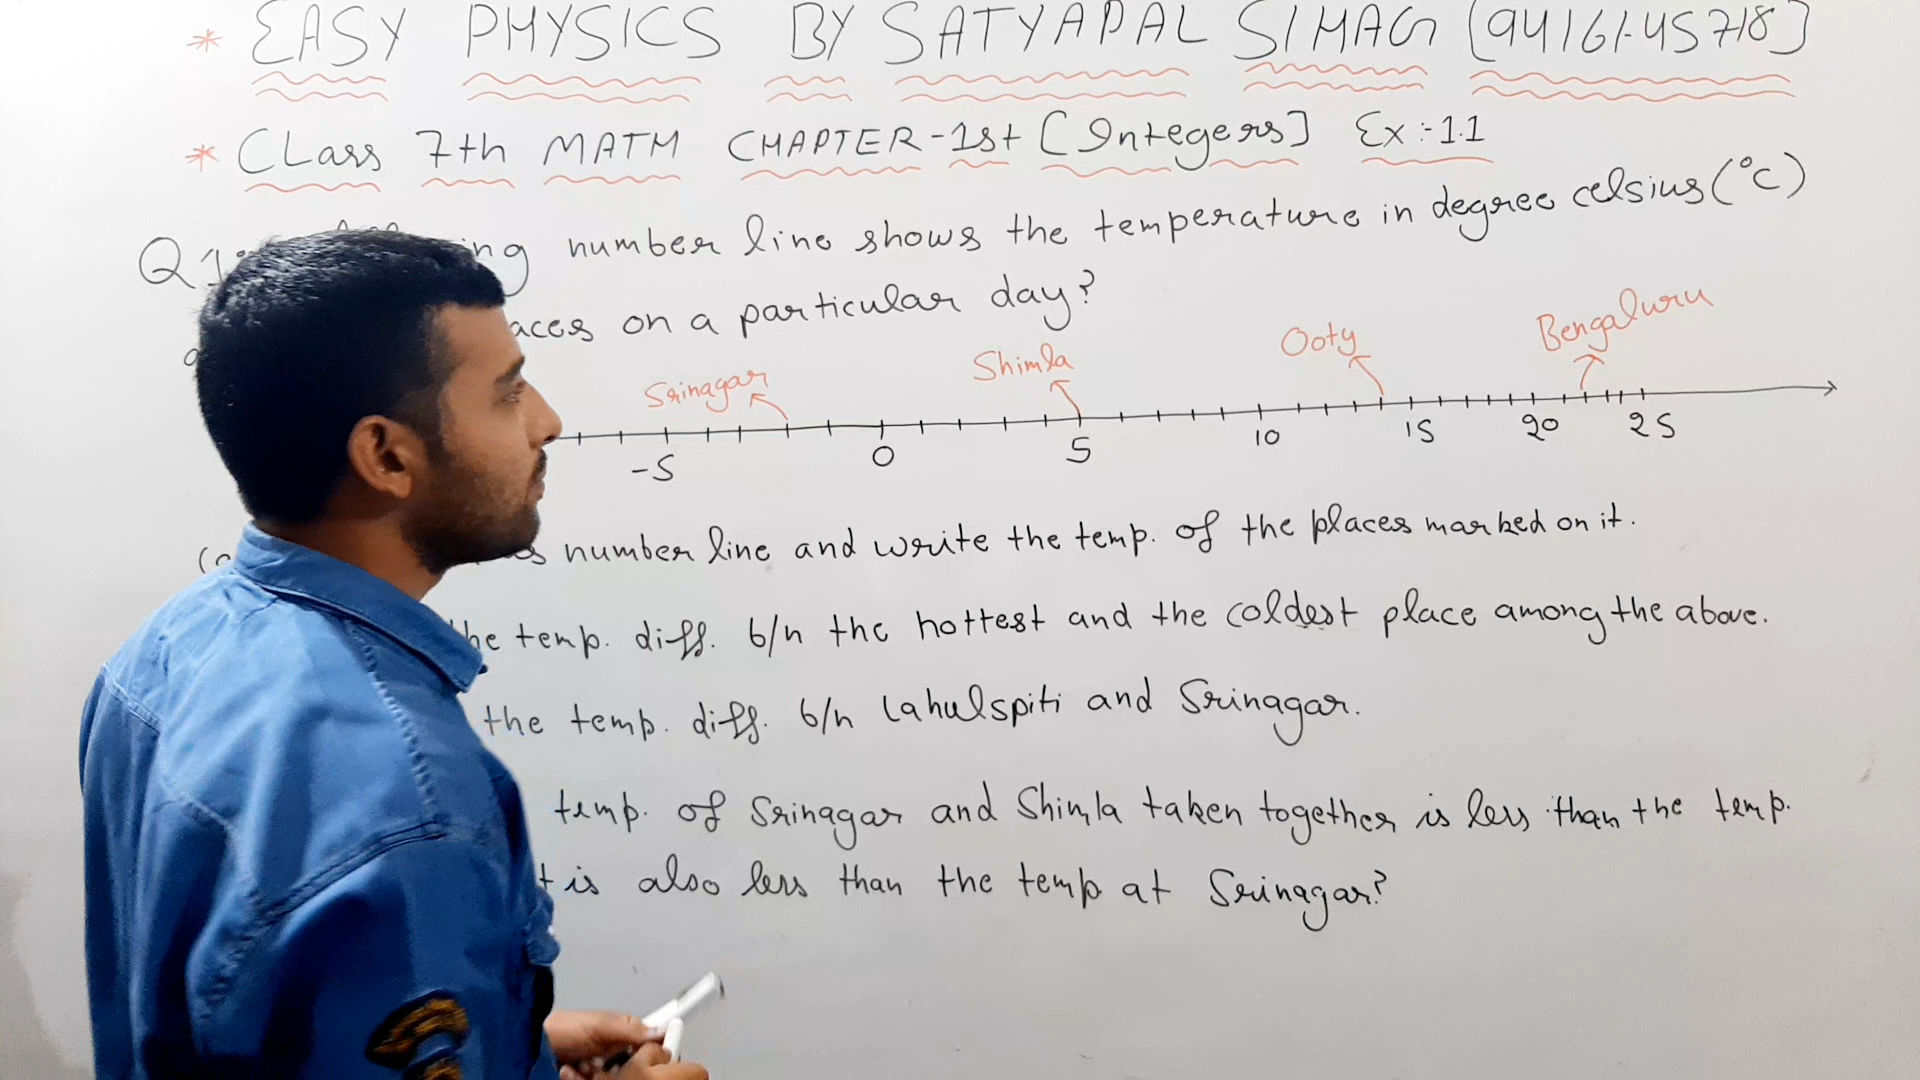 * EASY PHYSICS BY SATYAPAL SIMAG [94161-45718]
* CLass 7th MATH CHAPTER-1st [Integers] Ex:-1.1
Q1 ing number line shows the temperature in degree celsius (°C)
aces on a particular day?
Srinagar Shimla Ooty Bengaluru
-5 0 5 10 15 20 25
(a s number line and write the temp. of the places marked on it.
he temp. diff. b/n the hottest and the coldest place among the above.
the temp. diff. b/n Lahulspiti and Srinagar.
temp. of Srinagar and Shimla taken together is less than the temp.
t is also less than the temp at Srinagar?